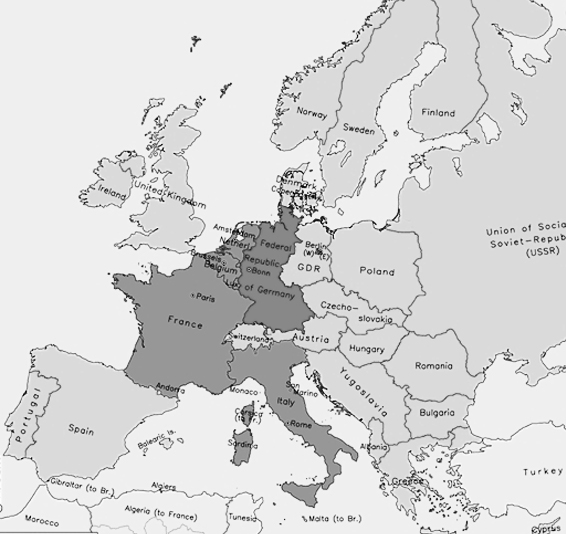 Norway
Sweden
Finland
Denmark
Ireland
United Kingdom
Union of Socia
Soviet-Repub
(USSR)
Amsterdam
Netherl.
Federal
Republic
of Germany
Bonn
Berlin
(W) (E)
GDR
Poland
Brussels
Belgium
Lux.
Paris
France
Czecho-
slovakia
Switzerland
Austria
Hungary
Romania
Yugoslavia
Bulgaria
Andorra
Monaco
San
Marino
Italy
Rome
Corsica
(to Fr.)
Sardinia
Albania
Greece
Turkey
Portugal
Spain
Balearic Is.
Gibraltar (to Br.)
Algiers
Morocco
Algeria (to France)
Tunesia
Malta (to Br.)
Cyprus